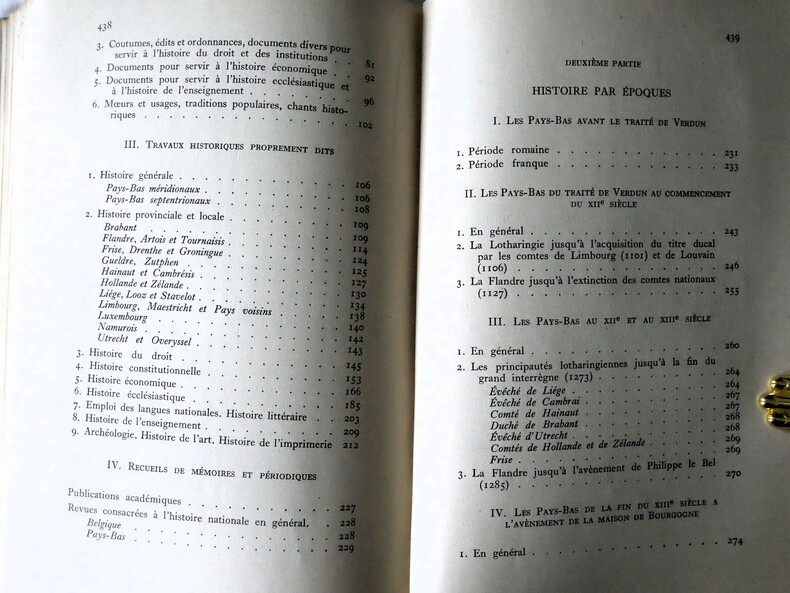 438
3. Coutumes, édits et ordonnances, documents divers pour
servir à l'histoire du droit et des institutions . . 81
4. Documents pour servir à l'histoire économique . . . 92
5. Documents pour servir à l'histoire ecclésiastique et
à l'histoire de l'enseignement . . . . . . . 96
6. Mœurs et usages, traditions populaires, chants histo-
riques . . . . . . . . . . . . . 102
III. Travaux historiques proprement dits
1. Histoire générale . . . . . . . . . . . 106
Pays-Bas méridionaux . . . . . . . . . . 106
Pays-Bas septentrionaux . . . . . . . . . 108
2. Histoire provinciale et locale . . . . . . . . 109
Brabant . . . . . . . . . . . . . 109
Flandre, Artois et Tournaisis . . . . . . . . 114
Frise, Drenthe et Groningue . . . . . . . . 124
Gueldre, Zutphen . . . . . . . . . . . 125
Hainaut et Cambrésis . . . . . . . . . . 127
Hollande et Zélande . . . . . . . . . . 130
Liège, Looz et Stavelot . . . . . . . . . 134
Limbourg, Maestricht et Pays voisins . . . . . 138
Luxembourg . . . . . . . . . . . . 140
Namurois . . . . . . . . . . . . . 142
Utrecht et Overyssel . . . . . . . . . . 143
3. Histoire du droit . . . . . . . . . . . 145
4. Histoire constitutionnelle . . . . . . . . . 153
5. Histoire économique . . . . . . . . . . 166
6. Histoire écclésiastique . . . . . . . . . 185
7. Emploi des langues nationales. Histoire littéraire . . 203
8. Histoire de l'enseignement . . . . . . . . 209
9. Archéologie. Histoire de l'art. Histoire de l'imprimerie 212
IV. Recueils de mémoires et périodiques
Publications académiques . . . . . . . . . 227
Revues consacrées à l'histoire nationale en général. . 228
Belgique . . . . . . . . . . . . . 228
Pays-Bas . . . . . . . . . . . . . 229
439
DEUXIÈME PARTIE
HISTOIRE PAR ÉPOQUES
I. Les Pays-Bas avant le traité de Verdun
1. Période romaine . . . . . . . . . . . 231
2. Période franque . . . . . . . . . . . 233
II. Les Pays-Bas du traité de Verdun au commencement
du XIIe siècle
1. En général . . . . . . . . . . . . 243
2. La Lotharingie jusqu'à l'acquisition du titre ducal
par les comtes de Limbourg (1101) et de Louvain
(1106) . . . . . . . . . . . . . 246
3. La Flandre jusqu'à l'extinction des comtes nationaux
(1127) . . . . . . . . . . . . . 255
III. Les Pays-Bas au XIIe et au XIIIe siècle
1. En général . . . . . . . . . . . . 260
2. Les principautés lotharingiennes jusqu'à la fin du
grand interrègne (1273) . . . . . . . . . 264
Évêché de Liège . . . . . . . . . . . 264
Évêché de Cambrai . . . . . . . . . . 267
Comté de Hainaut . . . . . . . . . . 267
Duché de Brabant . . . . . . . . . . 268
Évêché d'Utrecht . . . . . . . . . . 268
Comtés de Hollande et de Zélande . . . . . . 269
Frise . . . . . . . . . . . . . 269
3. La Flandre jusqu'à l'avènement de Philippe le Bel
(1285) . . . . . . . . . . . . . 270
IV. Les Pays-Bas de la fin du XIIIe siècle a
l'avènement de la maison de Bourgogne
1. En général . . . . . . . . . . . . 274